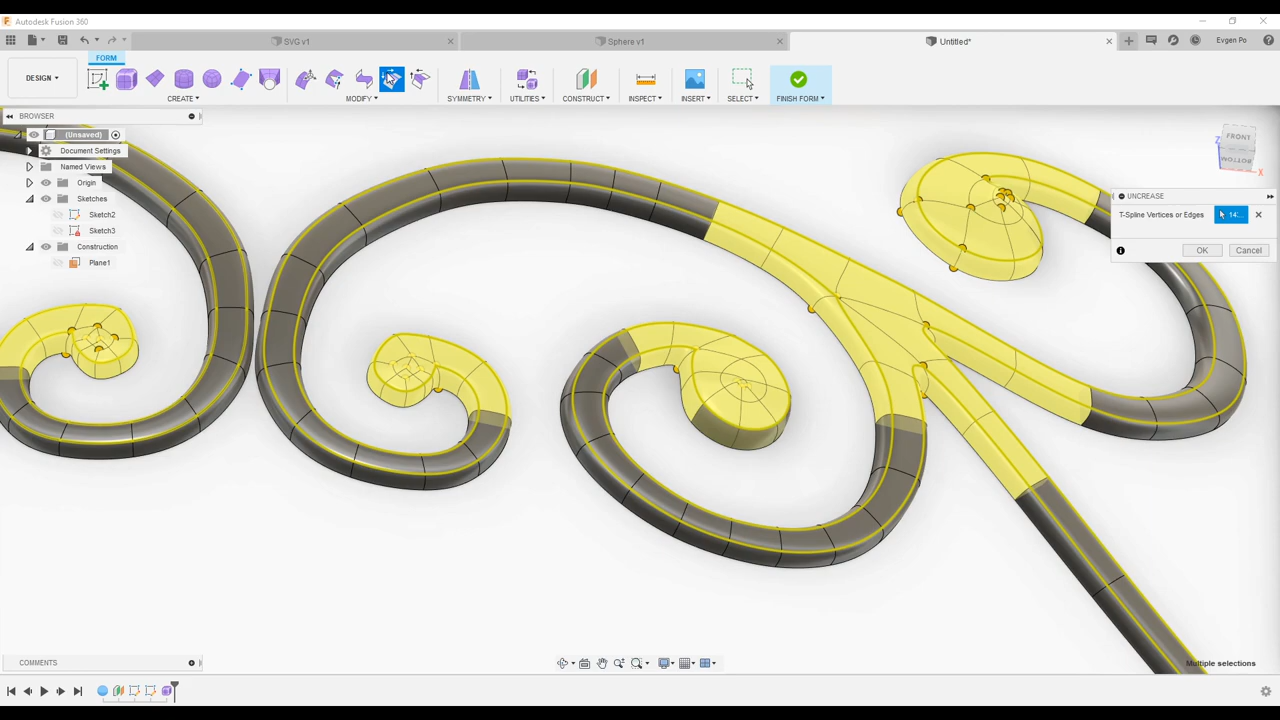 Autodesk Fusion 360
SVG v1
Sphere v1
Untitled*
Evgen Po
FORM
DESIGN
CREATE
MODIFY
SYMMETRY
UTILITIES
CONSTRUCT
INSPECT
INSERT
SELECT
FINISH FORM
BROWSER
(Unsaved)
Document Settings
Named Views
Origin
Sketches
Sketch2
Sketch3
Construction
Plane1
FRONT
BOTTOM
Z
X
UNCREASE
T-Spline Vertices or Edges
14...
OK
Cancel
COMMENTS
Multiple selections